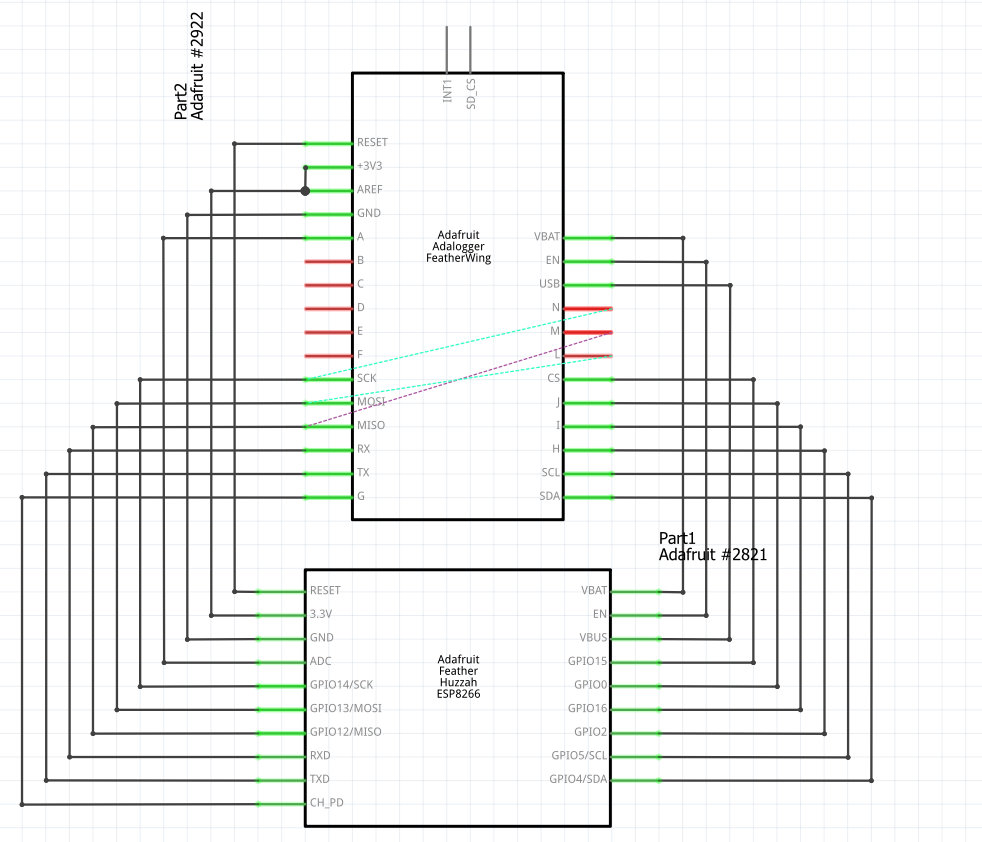 Part2
Adafruit #2922
INT1
SD_CS
RESET
+3V3
AREF
GND
A
B
C
D
E
F
SCK
MOSI
MISO
RX
TX
G
Adafruit
Adalogger
FeatherWing
VBAT
EN
USB
N
M
L
CS
J
I
H
SCL
SDA
Part1
Adafruit #2821
RESET
3.3V
GND
ADC
GPIO14/SCK
GPIO13/MOSI
GPIO12/MISO
RXD
TXD
CH_PD
Adafruit
Feather
Huzzah
ESP8266
VBAT
EN
VBUS
GPIO15
GPIO0
GPIO16
GPIO2
GPIO5/SCL
GPIO4/SDA